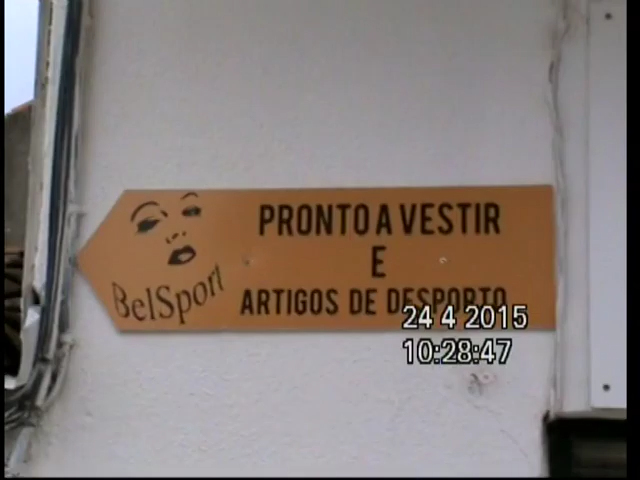 BelSport
PRONTO A VESTIR
E
ARTIGOS DE DESPORTO
24 4 2015
10:28:47